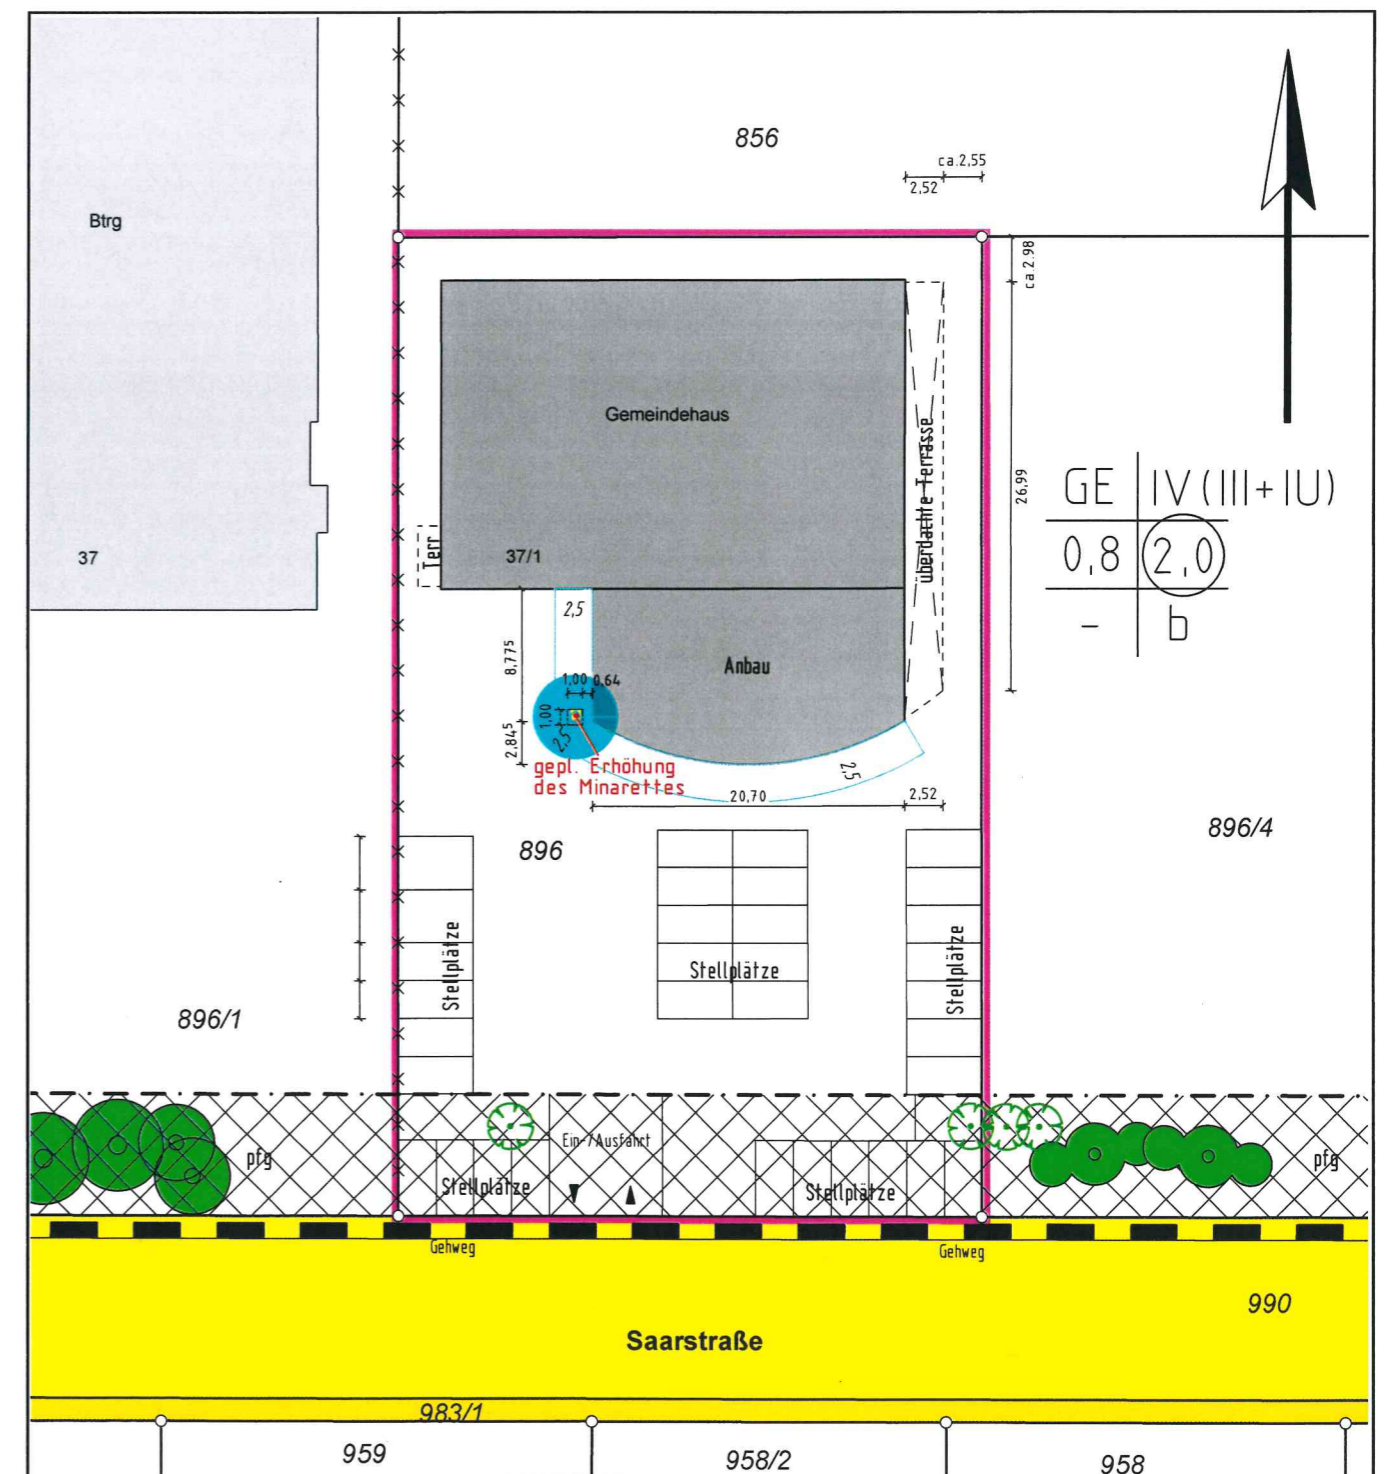 856
ca.2,55
2,52
Btrg
ca.2.98
Gemeindehaus
überdachte Terrasse
26,99
GE IV (III+IU)
0,8 2,0
- b
Terr
37/1
37
2,5
8,775
Anbau
1,00 0,64
1,00
2,5
2.845
gepl. Erhöhung
des Minarettes
2,5
20,70
2,52
896
896/4
Stellplätze
Stellplätze
Stellplätze
896/1
Ein-/Ausfahrt
pfg
pfg
Stellplätze
Stellplätze
Gehweg
Gehweg
990
Saarstraße
983/1
959
958/2
958